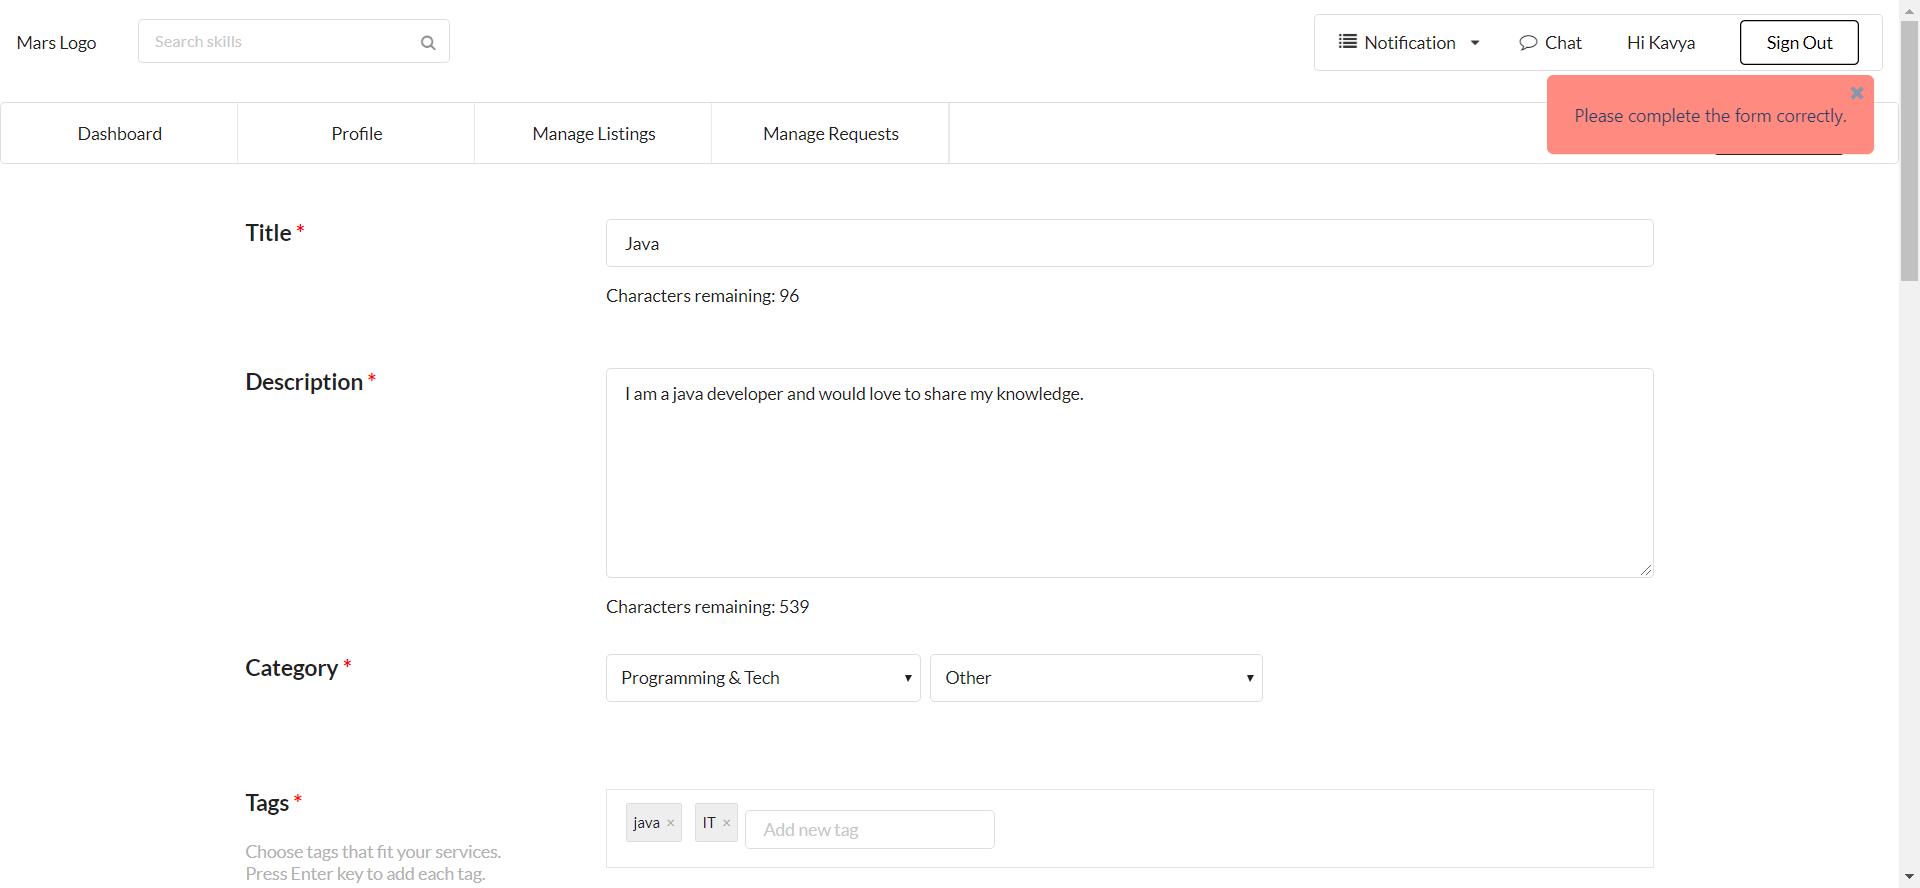 Mars Logo
Search skills
Notification
Chat
Hi Kavya
Sign Out
Please complete the form correctly.
Dashboard
Profile
Manage Listings
Manage Requests
Title *
Java
Characters remaining: 96
Description *
I am a java developer and would love to share my knowledge.
Characters remaining: 539
Category *
Programming & Tech
Other
Tags *
java ×
IT ×
Add new tag
Choose tags that fit your services.
Press Enter key to add each tag.